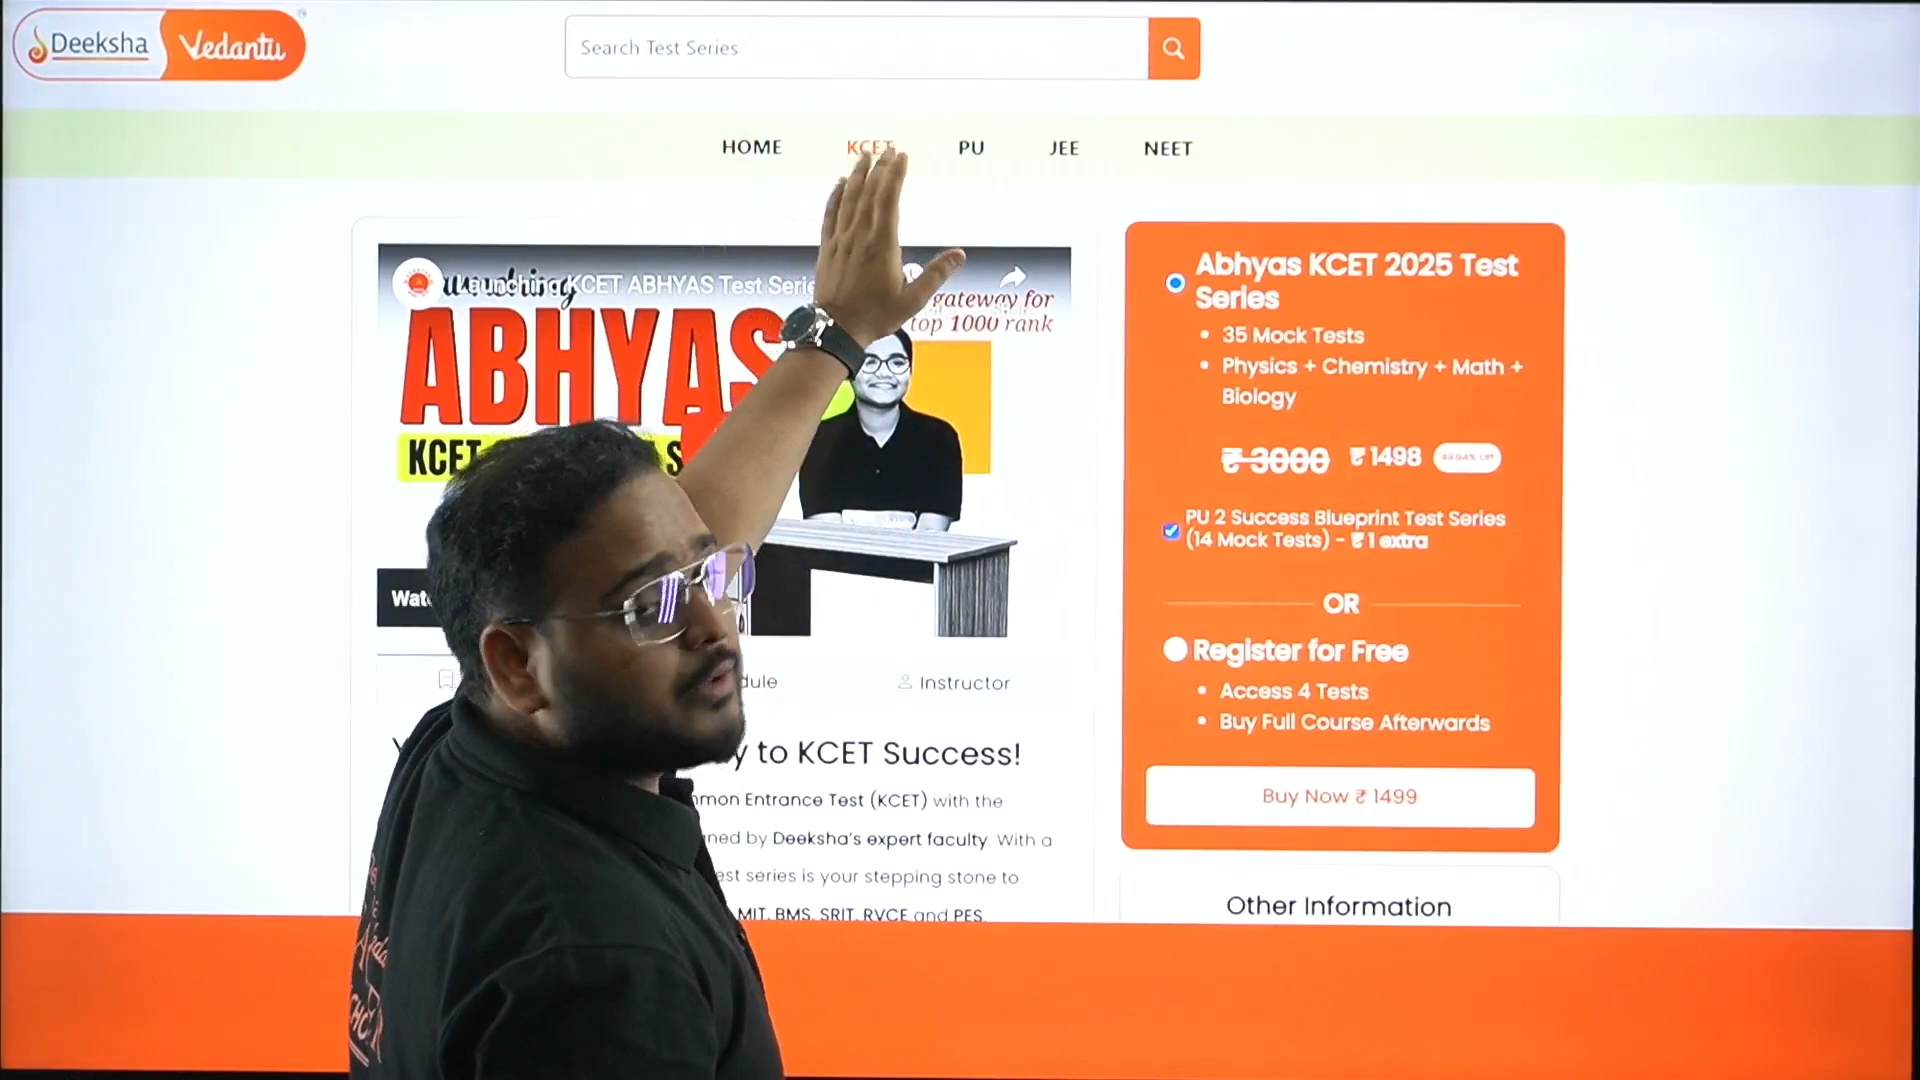 Deeksha Vedantu
Search Test Series
HOME KCET PU JEE NEET
Launching KCET ABHYAS Test Serie
Launching
gateway for
top 1000 rank
ABHYAS
KCET S
Instructor
dule
y to KCET Success!
mmon Entrance Test (KCET) with the
ned by Deeksha's expert faculty. With a
est series is your stepping stone to
MIT, BMS, SRIT, RVCE and PES.
Abhyas KCET 2025 Test
Series
• 35 Mock Tests
• Physics + Chemistry + Math +
Biology
₹ 3000 ₹ 1498
PU 2 Success Blueprint Test Series
(14 Mock Tests) - ₹ 1 extra
OR
Register for Free
• Access 4 Tests
• Buy Full Course Afterwards
Buy Now ₹ 1499
Other Information